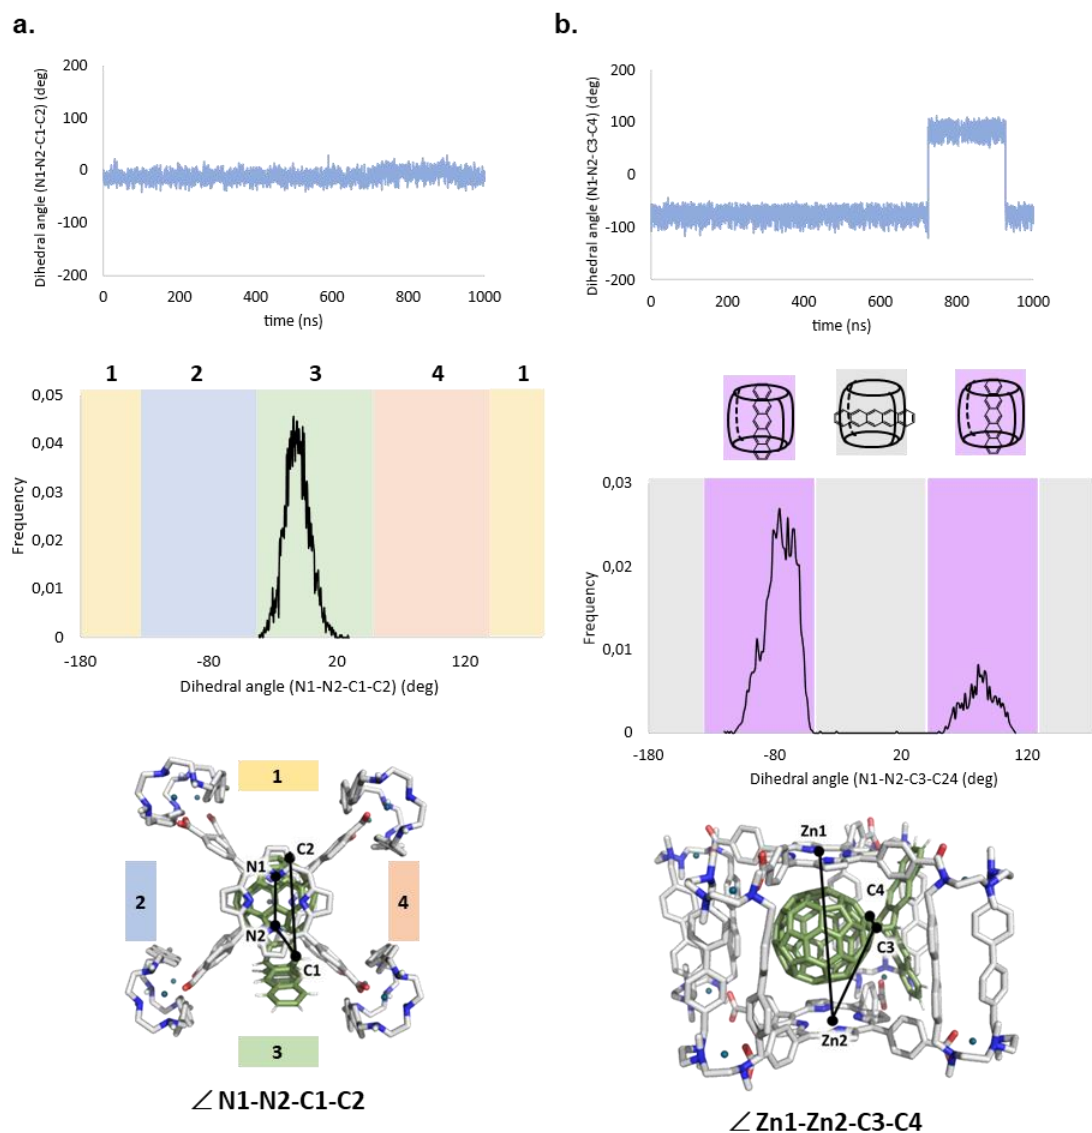 a.
200
100
0
-100
-200
Dihedral angle (N1-N2-C1-C2) (deg)
0 200 400 600 800 1000
time (ns)
1 2 3 4 1
0,05
0,04
0,03
0,02
0,01
0
Frequency
-180 -80 20 120
Dihedral angle (N1-N2-C1-C2) (deg)
1
C2
N1
2
4
N2
C1
3
∠ N1-N2-C1-C2
b.
200
100
0
-100
-200
Dihedral angle (N1-N2-C3-C4) (deg)
0 200 400 600 800 1000
time (ns)
0,03
0,02
0,01
0
Frequency
-180 -80 20 120
Dihedral angle (N1-N2-C3-C24 (deg)
Zn1
C4
C3
Zn2
∠ Zn1-Zn2-C3-C4